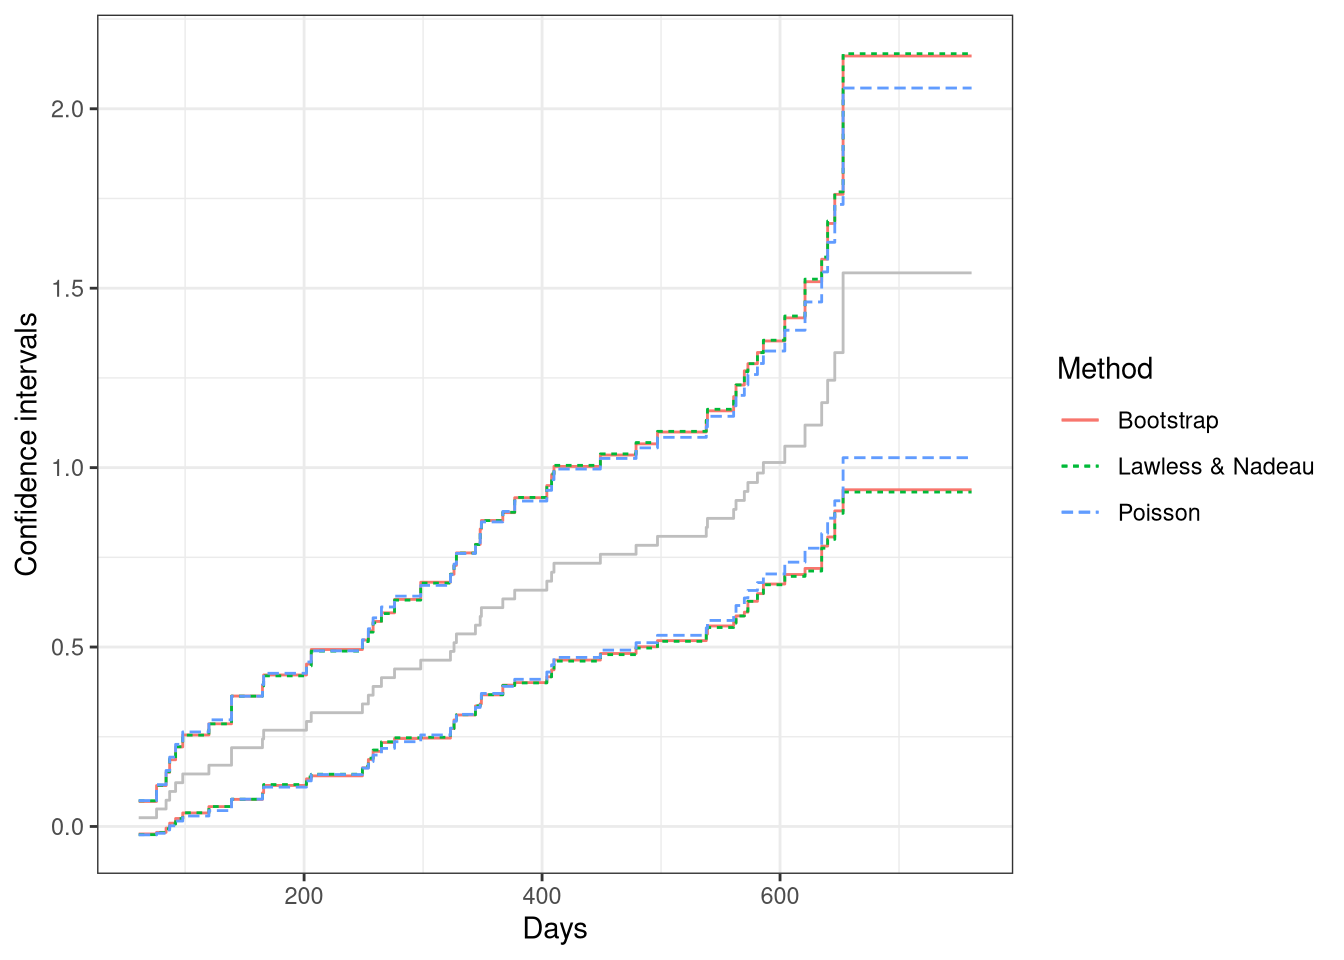 2.0
1.5
1.0
0.5
0.0
Confidence intervals
200 400 600
Days
Method
Bootstrap
Lawless & Nadeau
Poisson